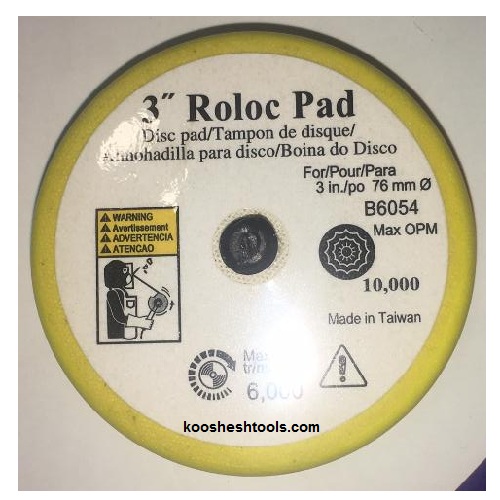 3" Roloc Pad
Disc pad/Tampon de disque/
Almohadilla para disco/Boina do Disco
For/Pour/Para
3 in./po 76 mm Ø
B6054
Max OPM
10,000
WARNING
Avertissement
ADVERTENCIA
ATENCAO
Made in Taiwan
Max
6,000
koosheshtools.com